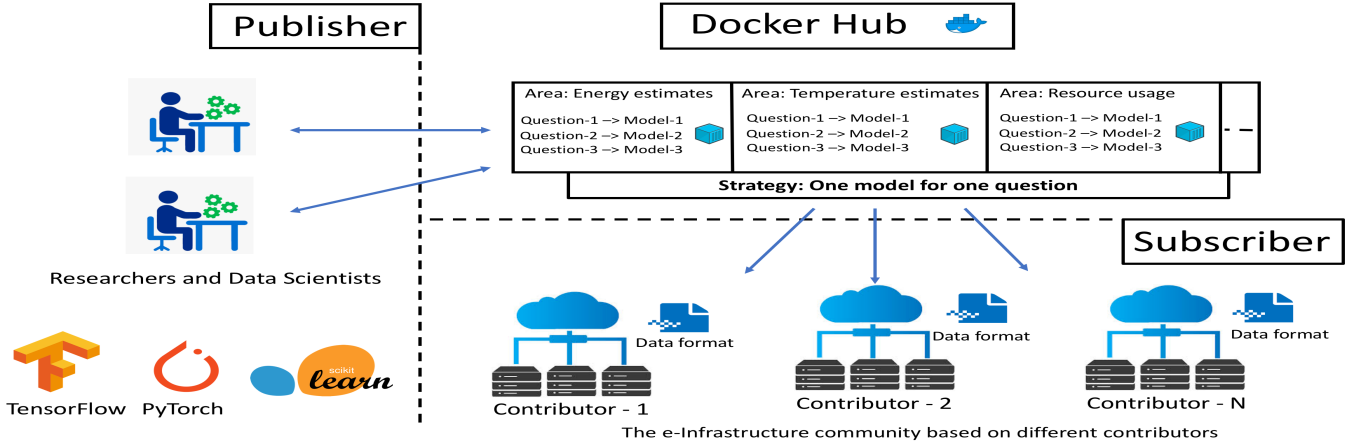 Publisher
Docker Hub
Area: Energy estimates
Question-1 –> Model-1
Question-2 –> Model-2
Question-3 –> Model-3
Area: Temperature estimates
Question-1 –> Model-1
Question-2 –> Model-2
Question-3 –> Model-3
Area: Resource usage
Question-1 –> Model-1
Question-2 –> Model-2
Question-3 –> Model-3
Strategy: One model for one question
Subscriber
Researchers and Data Scientists
TensorFlow
PyTorch
scikit
learn
Data format
Contributor - 1
Data format
Contributor - 2
Data format
Contributor - N
The e-Infrastructure community based on different contributors